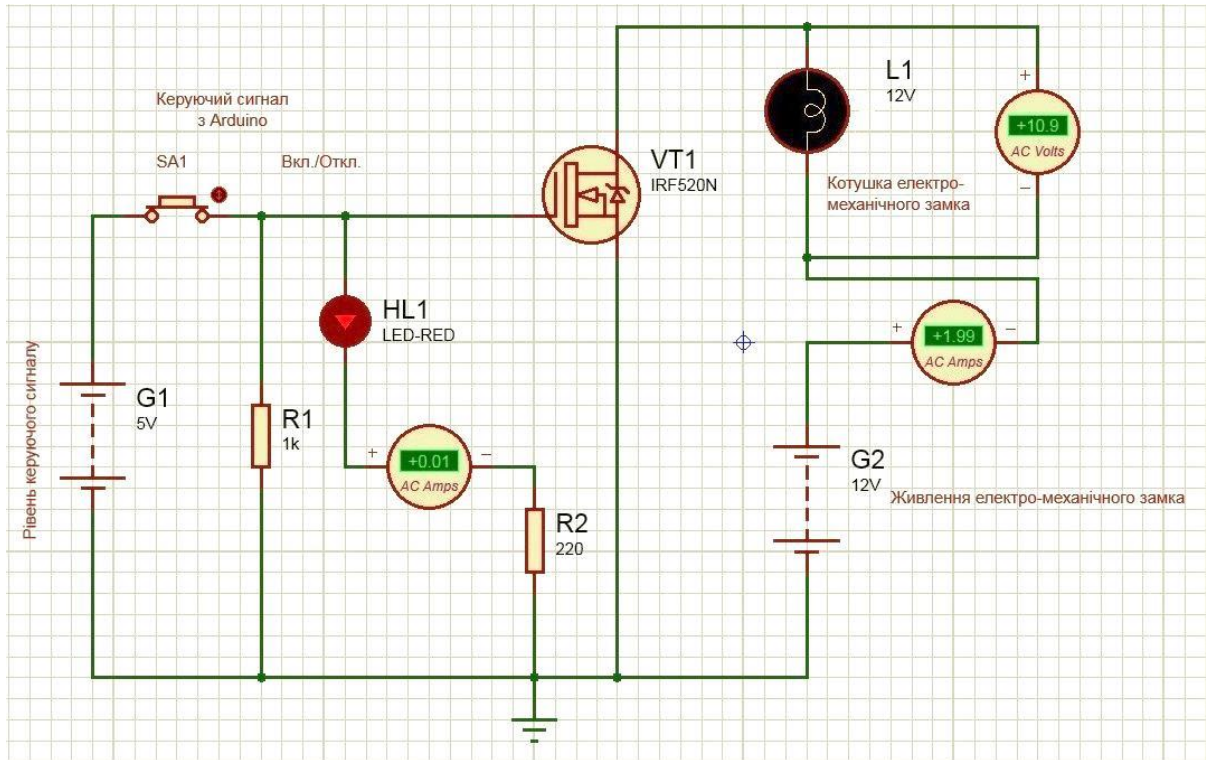 Керуючий сигнал
з Arduino
SA1
Вкл./Откл.
VT1
IRF520N
L1
12V
+
+10.9
AC Volts
−
Котушка електро-
механічного замка
HL1
LED-RED
+
+1.99
AC Amps
−
Рівень керуючого сигналу
G1
5V
R1
1k
+
+0.01
AC Amps
−
R2
220
G2
12V
Живлення електро-механічного замка